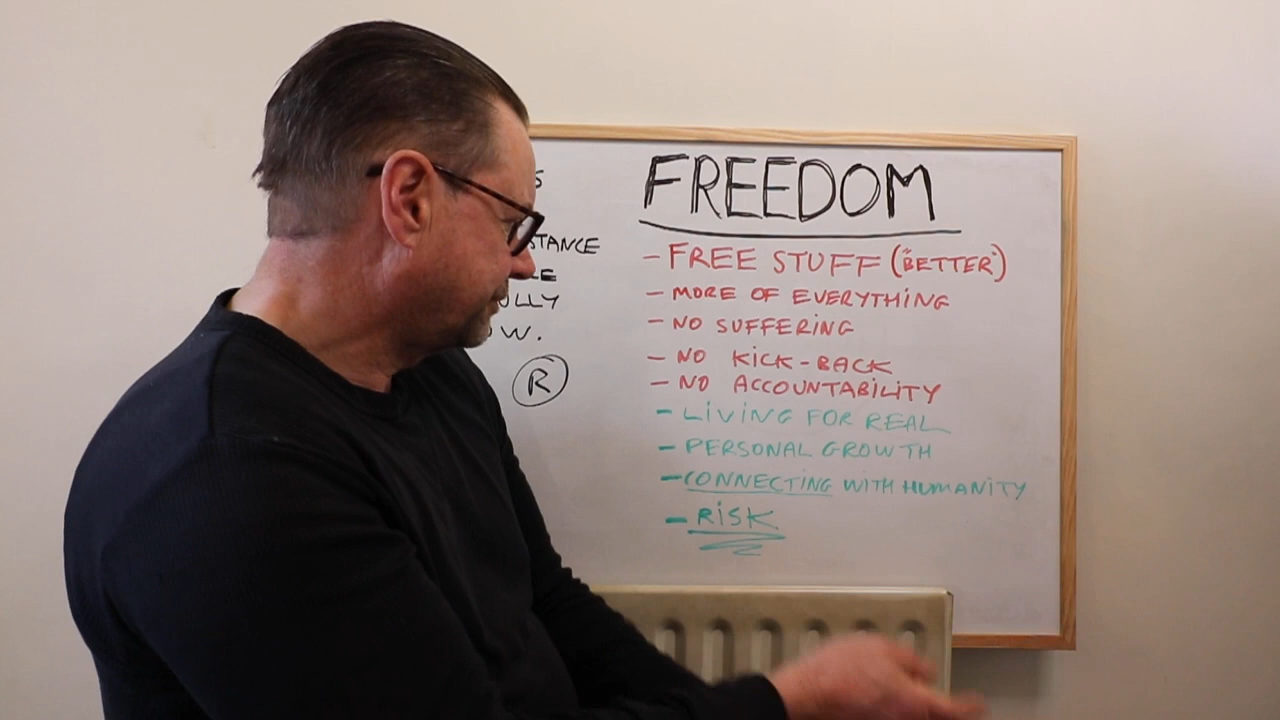 FREEDOM
- FREE STUFF ("BETTER")
- MORE OF EVERYTHING
- NO SUFFERING
- NO KICK-BACK
- NO ACCOUNTABILITY
- LIVING FOR REAL
- PERSONAL GROWTH
- CONNECTING WITH HUMANITY
- RISK
R